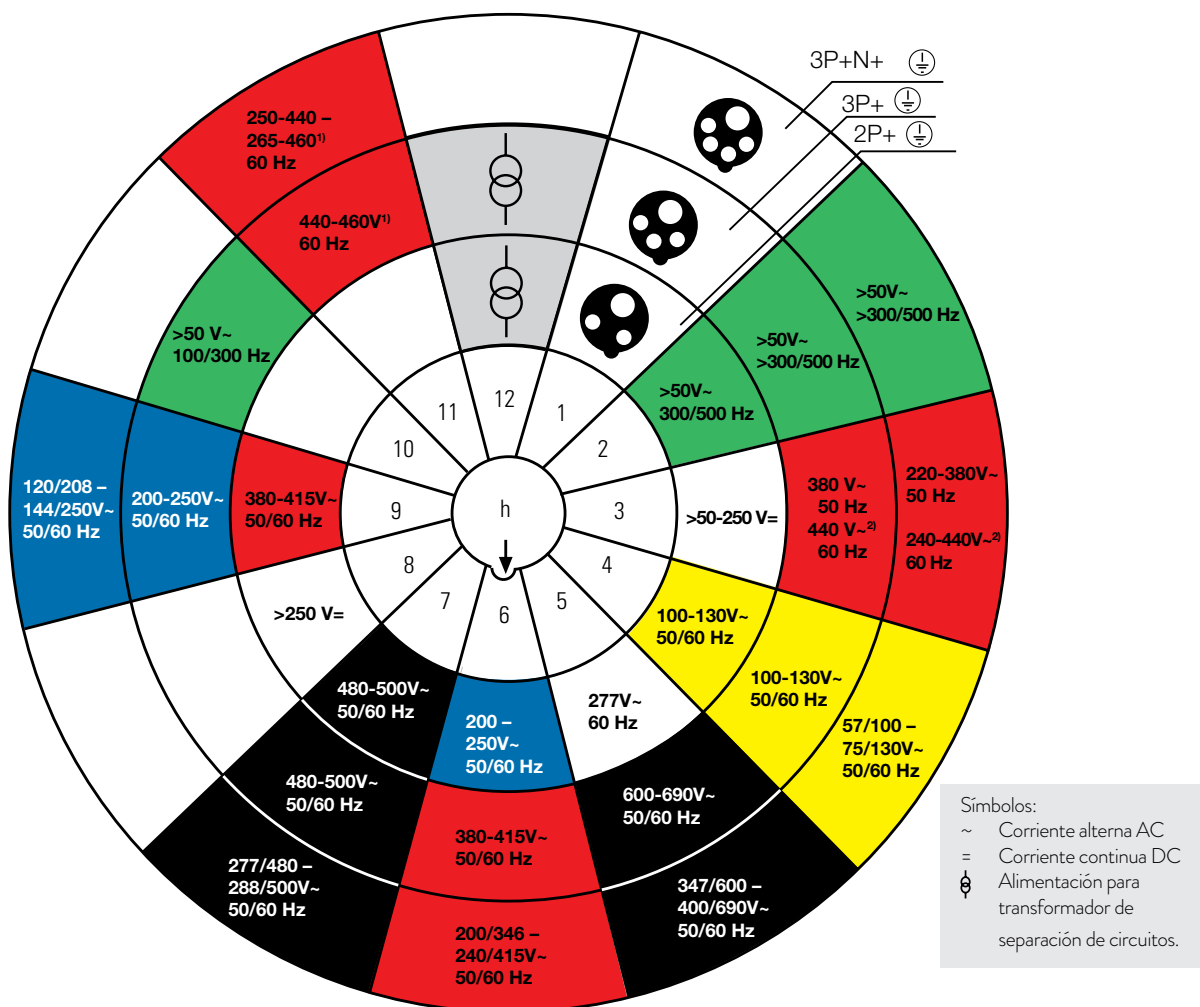 3P+N+
3P+
2P+
250-440 –
265-460¹⁾
60 Hz
440-460V¹⁾
60 Hz
>50V~
>300/500 Hz
>50V~
>300/500 Hz
>50V~
300/500 Hz
>50 V~
100/300 Hz
11
12
1
10
2
9
h
3
8
4
7
6
5
120/208 –
144/250V~
50/60 Hz
200-250V~
50/60 Hz
380-415V~
50/60 Hz
>50-250 V=
380 V~
50 Hz
440 V~²⁾
60 Hz
220-380V~
50 Hz
240-440V~²⁾
60 Hz
>250 V=
100-130V~
50/60 Hz
100-130V~
50/60 Hz
57/100 –
75/130V~
50/60 Hz
480-500V~
50/60 Hz
200 –
250V~
50/60 Hz
277V~
60 Hz
480-500V~
50/60 Hz
380-415V~
50/60 Hz
600-690V~
50/60 Hz
277/480 –
288/500V~
50/60 Hz
200/346 –
240/415V~
50/60 Hz
347/600 –
400/690V~
50/60 Hz
Símbolos:
~ Corriente alterna AC
= Corriente continua DC
Alimentación para
transformador de
separación de circuitos.